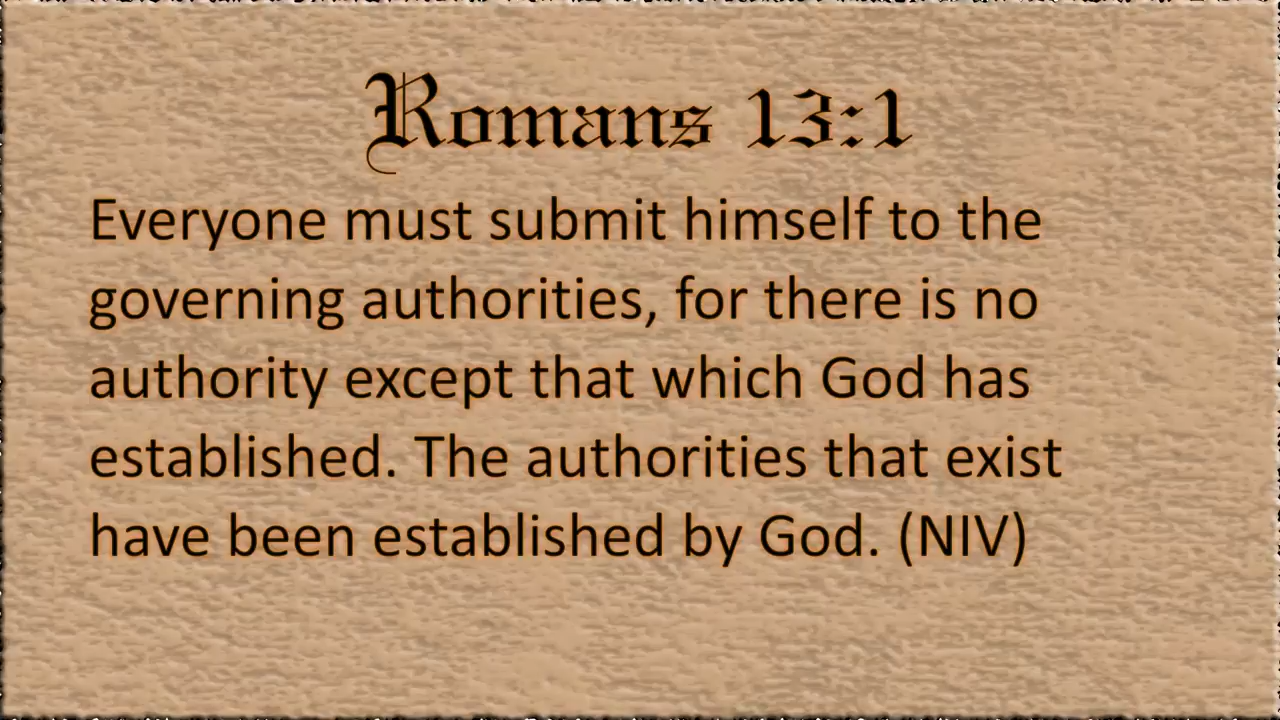 Romans 13:1
Everyone must submit himself to the
governing authorities, for there is no
authority except that which God has
established. The authorities that exist
have been established by God. (NIV)